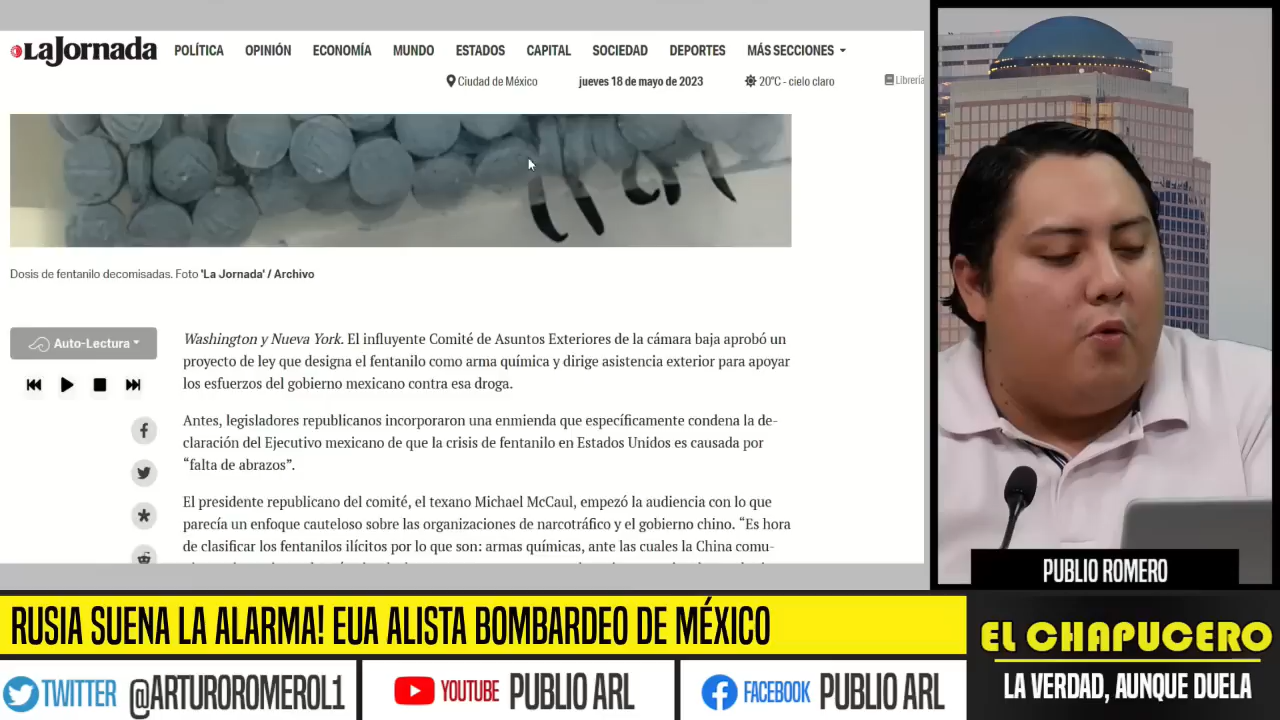 LaJornada
POLÍTICA OPINIÓN ECONOMÍA MUNDO ESTADOS CAPITAL SOCIEDAD DEPORTES MÁS SECCIONES
Ciudad de México jueves 18 de mayo de 2023 20°C - cielo claro Librería
Dosis de fentanilo decomisadas. Foto 'La Jornada' / Archivo
Auto-Lectura
Washington y Nueva York. El influyente Comité de Asuntos Exteriores de la cámara baja aprobó un
proyecto de ley que designa el fentanilo como arma química y dirige asistencia exterior para apoyar
los esfuerzos del gobierno mexicano contra esa droga.
Antes, legisladores republicanos incorporaron una enmienda que específicamente condena la de-
claración del Ejecutivo mexicano de que la crisis de fentanilo en Estados Unidos es causada por
“falta de abrazos”.
El presidente republicano del comité, el texano Michael McCaul, empezó la audiencia con lo que
parecía un enfoque cauteloso sobre las organizaciones de narcotráfico y el gobierno chino. “Es hora
de clasificar los fentanilos ilícitos por lo que son: armas químicas, ante las cuales la China comu-
PUBLIO ROMERO
RUSIA SUENA LA ALARMA! EUA ALISTA BOMBARDEO DE MÉXICO
EL CHAPUCERO
LA VERDAD, AUNQUE DUELA
TWITTER @ARTUROROMEROL1 YOUTUBE PUBLIO ARL FACEBOOK PUBLIO ARL